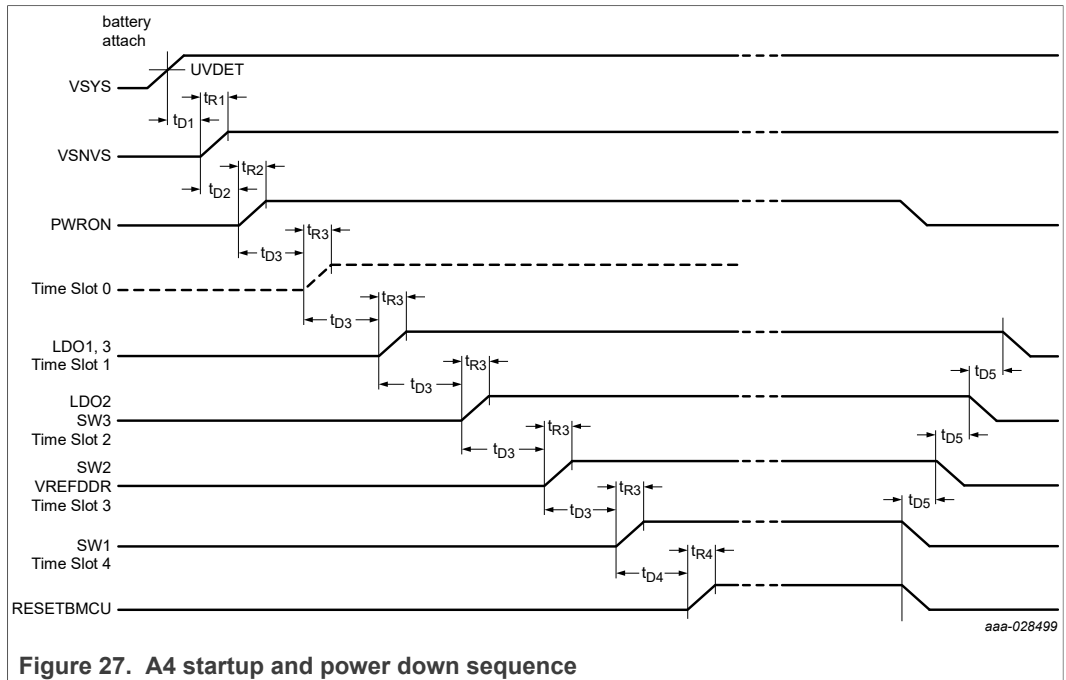 battery
attach
UVDET
VSYS
tR1
tD1
VSNVS
tR2
tD2
PWRON
tR3
tD3
Time Slot 0
tR3
tD3
LDO1, 3
Time Slot 1
tR3
tD3
tD5
LDO2
SW3
Time Slot 2
tR3
tD3
tD5
SW2
VREFDDR
Time Slot 3
tR3
tD3
tD5
SW1
Time Slot 4
tR4
tD4
RESETBMCU
aaa-028499
Figure 27. A4 startup and power down sequence